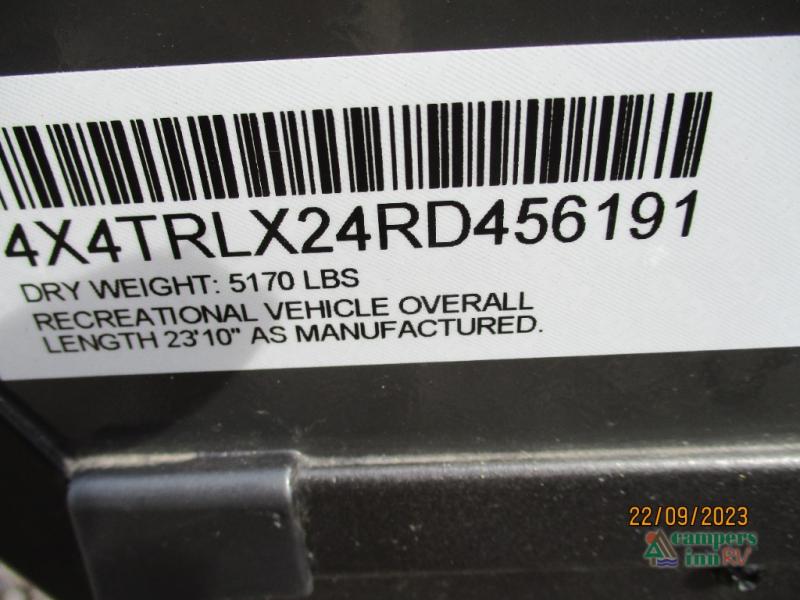 4X4TRLX24RD456191
DRY WEIGHT: 5170 LBS
RECREATIONAL VEHICLE OVERALL
LENGTH 23'10" AS MANUFACTURED.
22/09/2023
campers
inn RV